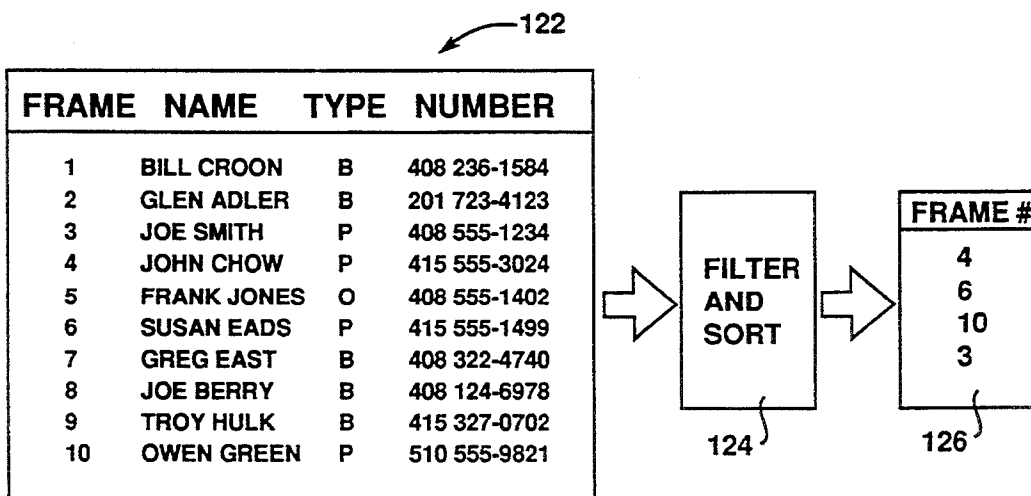 122
FRAME NAME TYPE NUMBER
1 BILL CROON B 408 236-1584
2 GLEN ADLER B 201 723-4123
3 JOE SMITH P 408 555-1234
4 JOHN CHOW P 415 555-3024
5 FRANK JONES O 408 555-1402
6 SUSAN EADS P 415 555-1499
7 GREG EAST B 408 322-4740
8 JOE BERRY B 408 124-6978
9 TROY HULK B 415 327-0702
10 OWEN GREEN P 510 555-9821
FILTER
AND
SORT
124
FRAME #
4
6
10
3
126